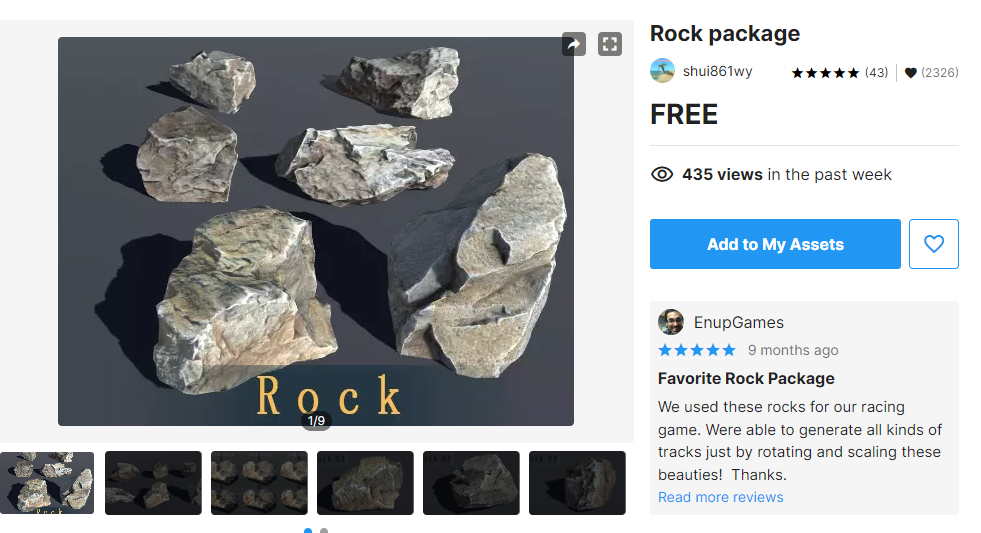 Rock package
shui861wy
(43)
(2326)
FREE
435 views in the past week
Add to My Assets
Rock
1/9
EnupGames
9 months ago
Favorite Rock Package
We used these rocks for our racing
game. Were able to generate all kinds of
tracks just by rotating and scaling these
beauties!  Thanks.
Read more reviews
Rock